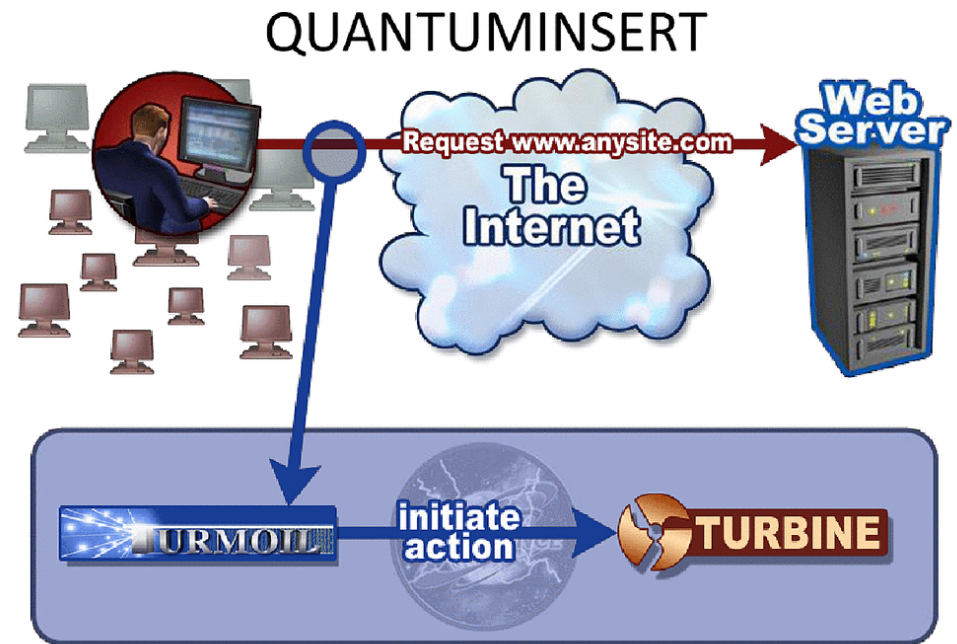 QUANTUMINSERT
Web
Server
Request www.anysite.com
The
Internet
TURMOIL
initiate
action
TURBINE